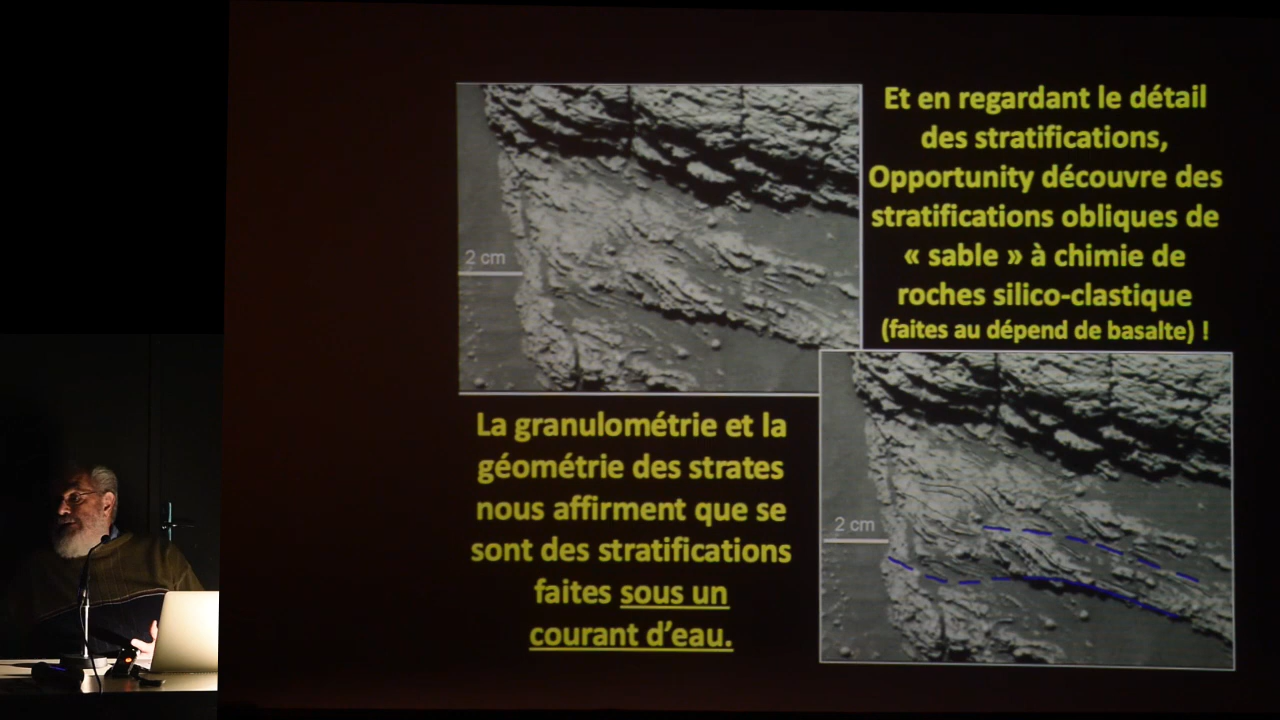 Et en regardant le détail
des stratifications,
Opportunity découvre des
stratifications obliques de
« sable » à chimie de
roches silico-clastique
(faites au dépend de basalte) !
2 cm
La granulométrie et la
géométrie des strates
nous affirment que se
sont des stratifications
faites sous un
courant d'eau.
2 cm